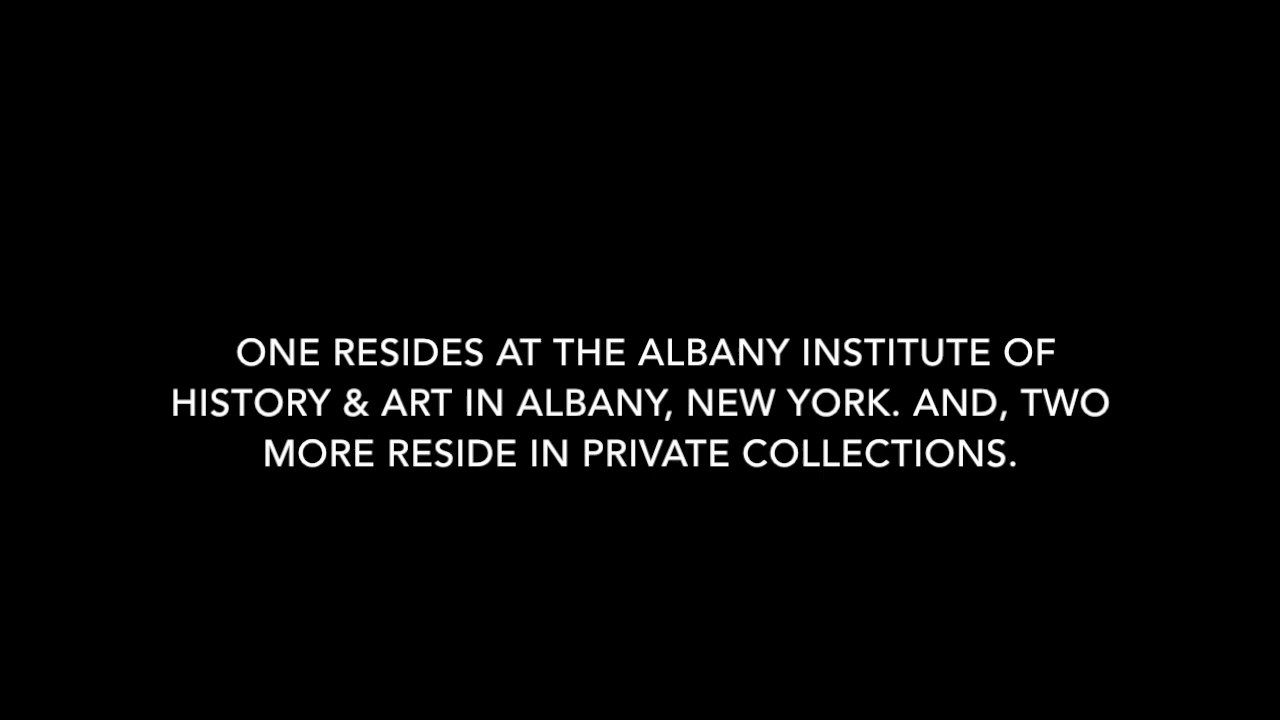 ONE RESIDES AT THE ALBANY INSTITUTE OF
HISTORY & ART IN ALBANY, NEW YORK. AND, TWO
MORE RESIDE IN PRIVATE COLLECTIONS.